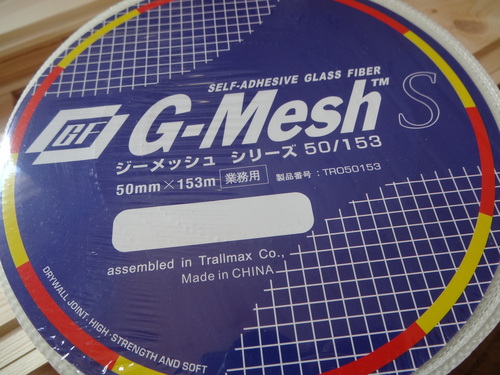 SELF-ADHESIVE GLASS FIBER
GF G-Mesh™ S
ジーメッシュ シリーズ 50/153
50mm×153m 業務用 製品番号：TRO50153
assembled in Trallmax Co.,
Made in CHINA
DRYWALL JOINT. HIGH-STRENGTH AND SOFT